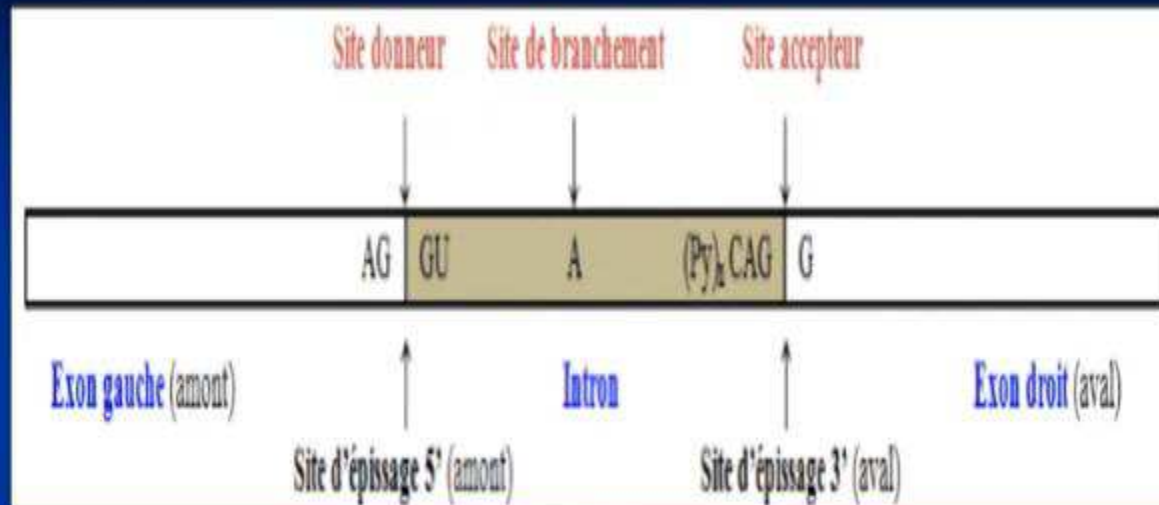 Site donneur Site de branchement Site accepteur
AG GU A (Py)n CAG G
Exon gauche (amont) Intron Exon droit (aval)
Site d'épissage 5' (amont) Site d'épissage 3' (aval)